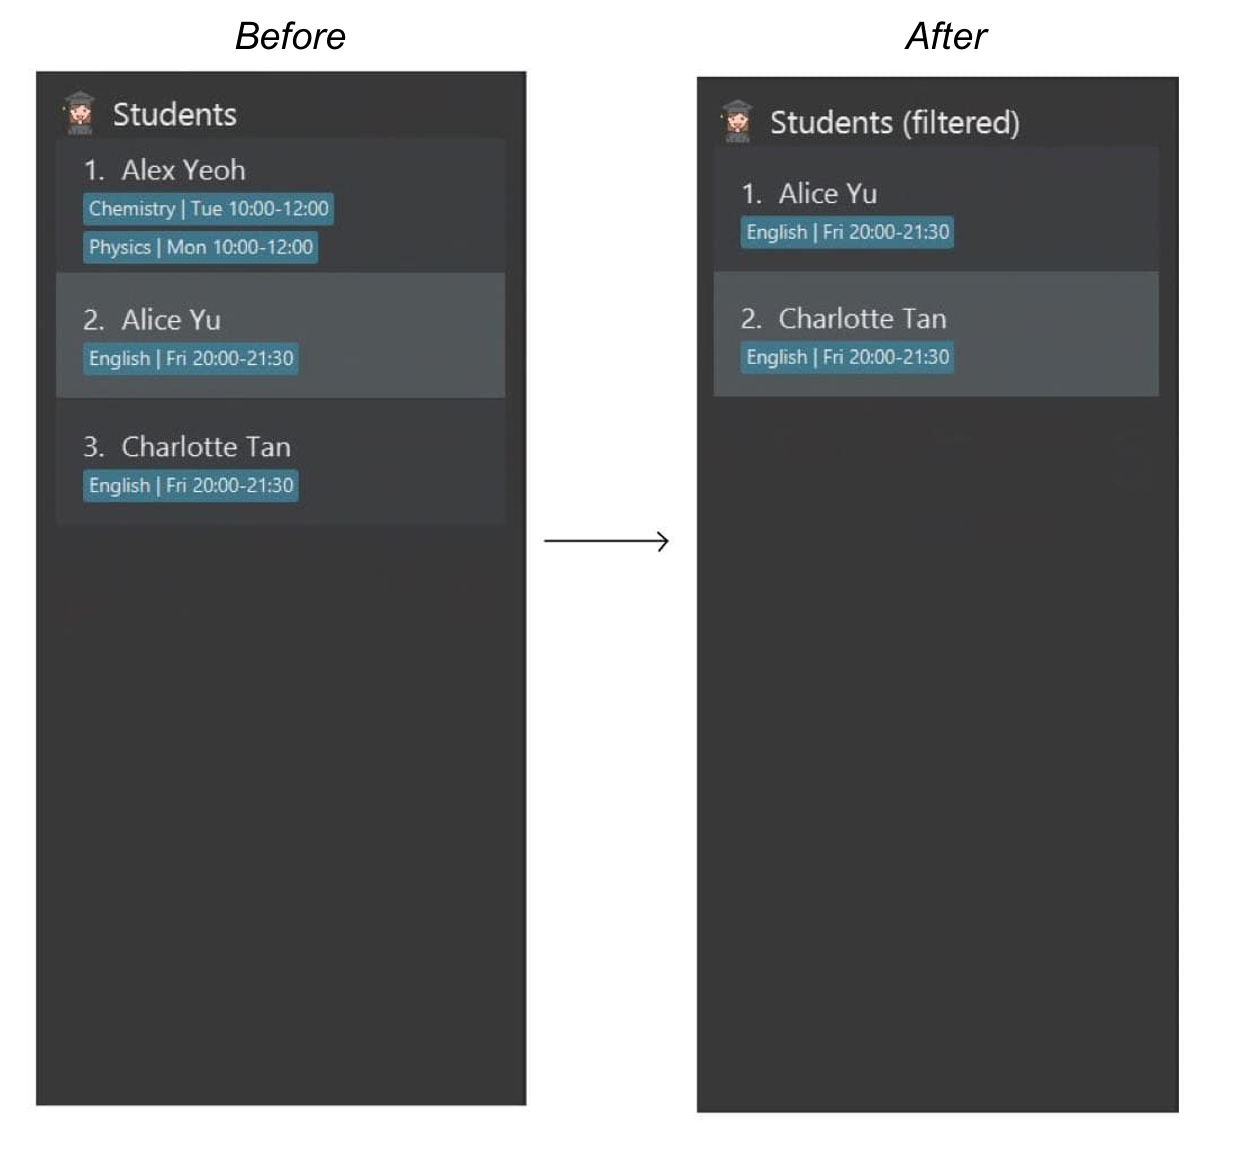 Before
Students
1. Alex Yeoh
Chemistry | Tue 10:00-12:00
Physics | Mon 10:00-12:00
2. Alice Yu
English | Fri 20:00-21:30
3. Charlotte Tan
English | Fri 20:00-21:30
After
Students (filtered)
1. Alice Yu
English | Fri 20:00-21:30
2. Charlotte Tan
English | Fri 20:00-21:30